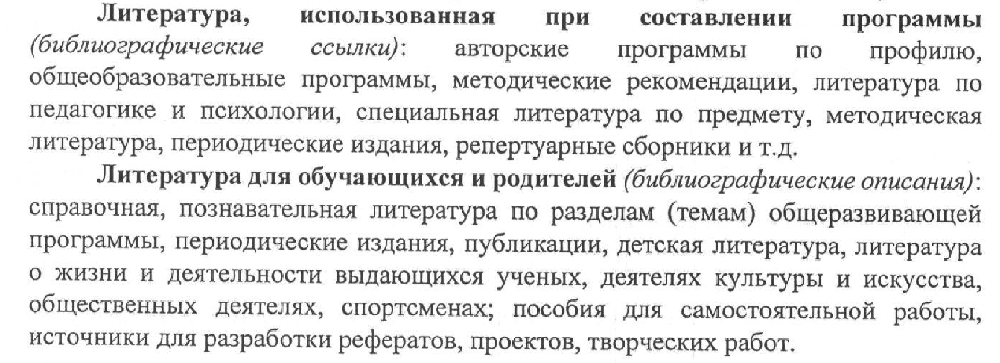 Литература, использованная при составлении программы
(библиографические ссылки): авторские программы по профилю,
общеобразовательные программы, методические рекомендации, литература по
педагогике и психологии, специальная литература по предмету, методическая
литература, периодические издания, репертуарные сборники и т.д.
Литература для обучающихся и родителей (библиографические описания):
справочная, познавательная литература по разделам (темам) общеразвивающей
программы, периодические издания, публикации, детская литература, литература
о жизни и деятельности выдающихся ученых, деятелях культуры и искусства,
общественных деятелях, спортсменах; пособия для самостоятельной работы,
источники для разработки рефератов, проектов, творческих работ.